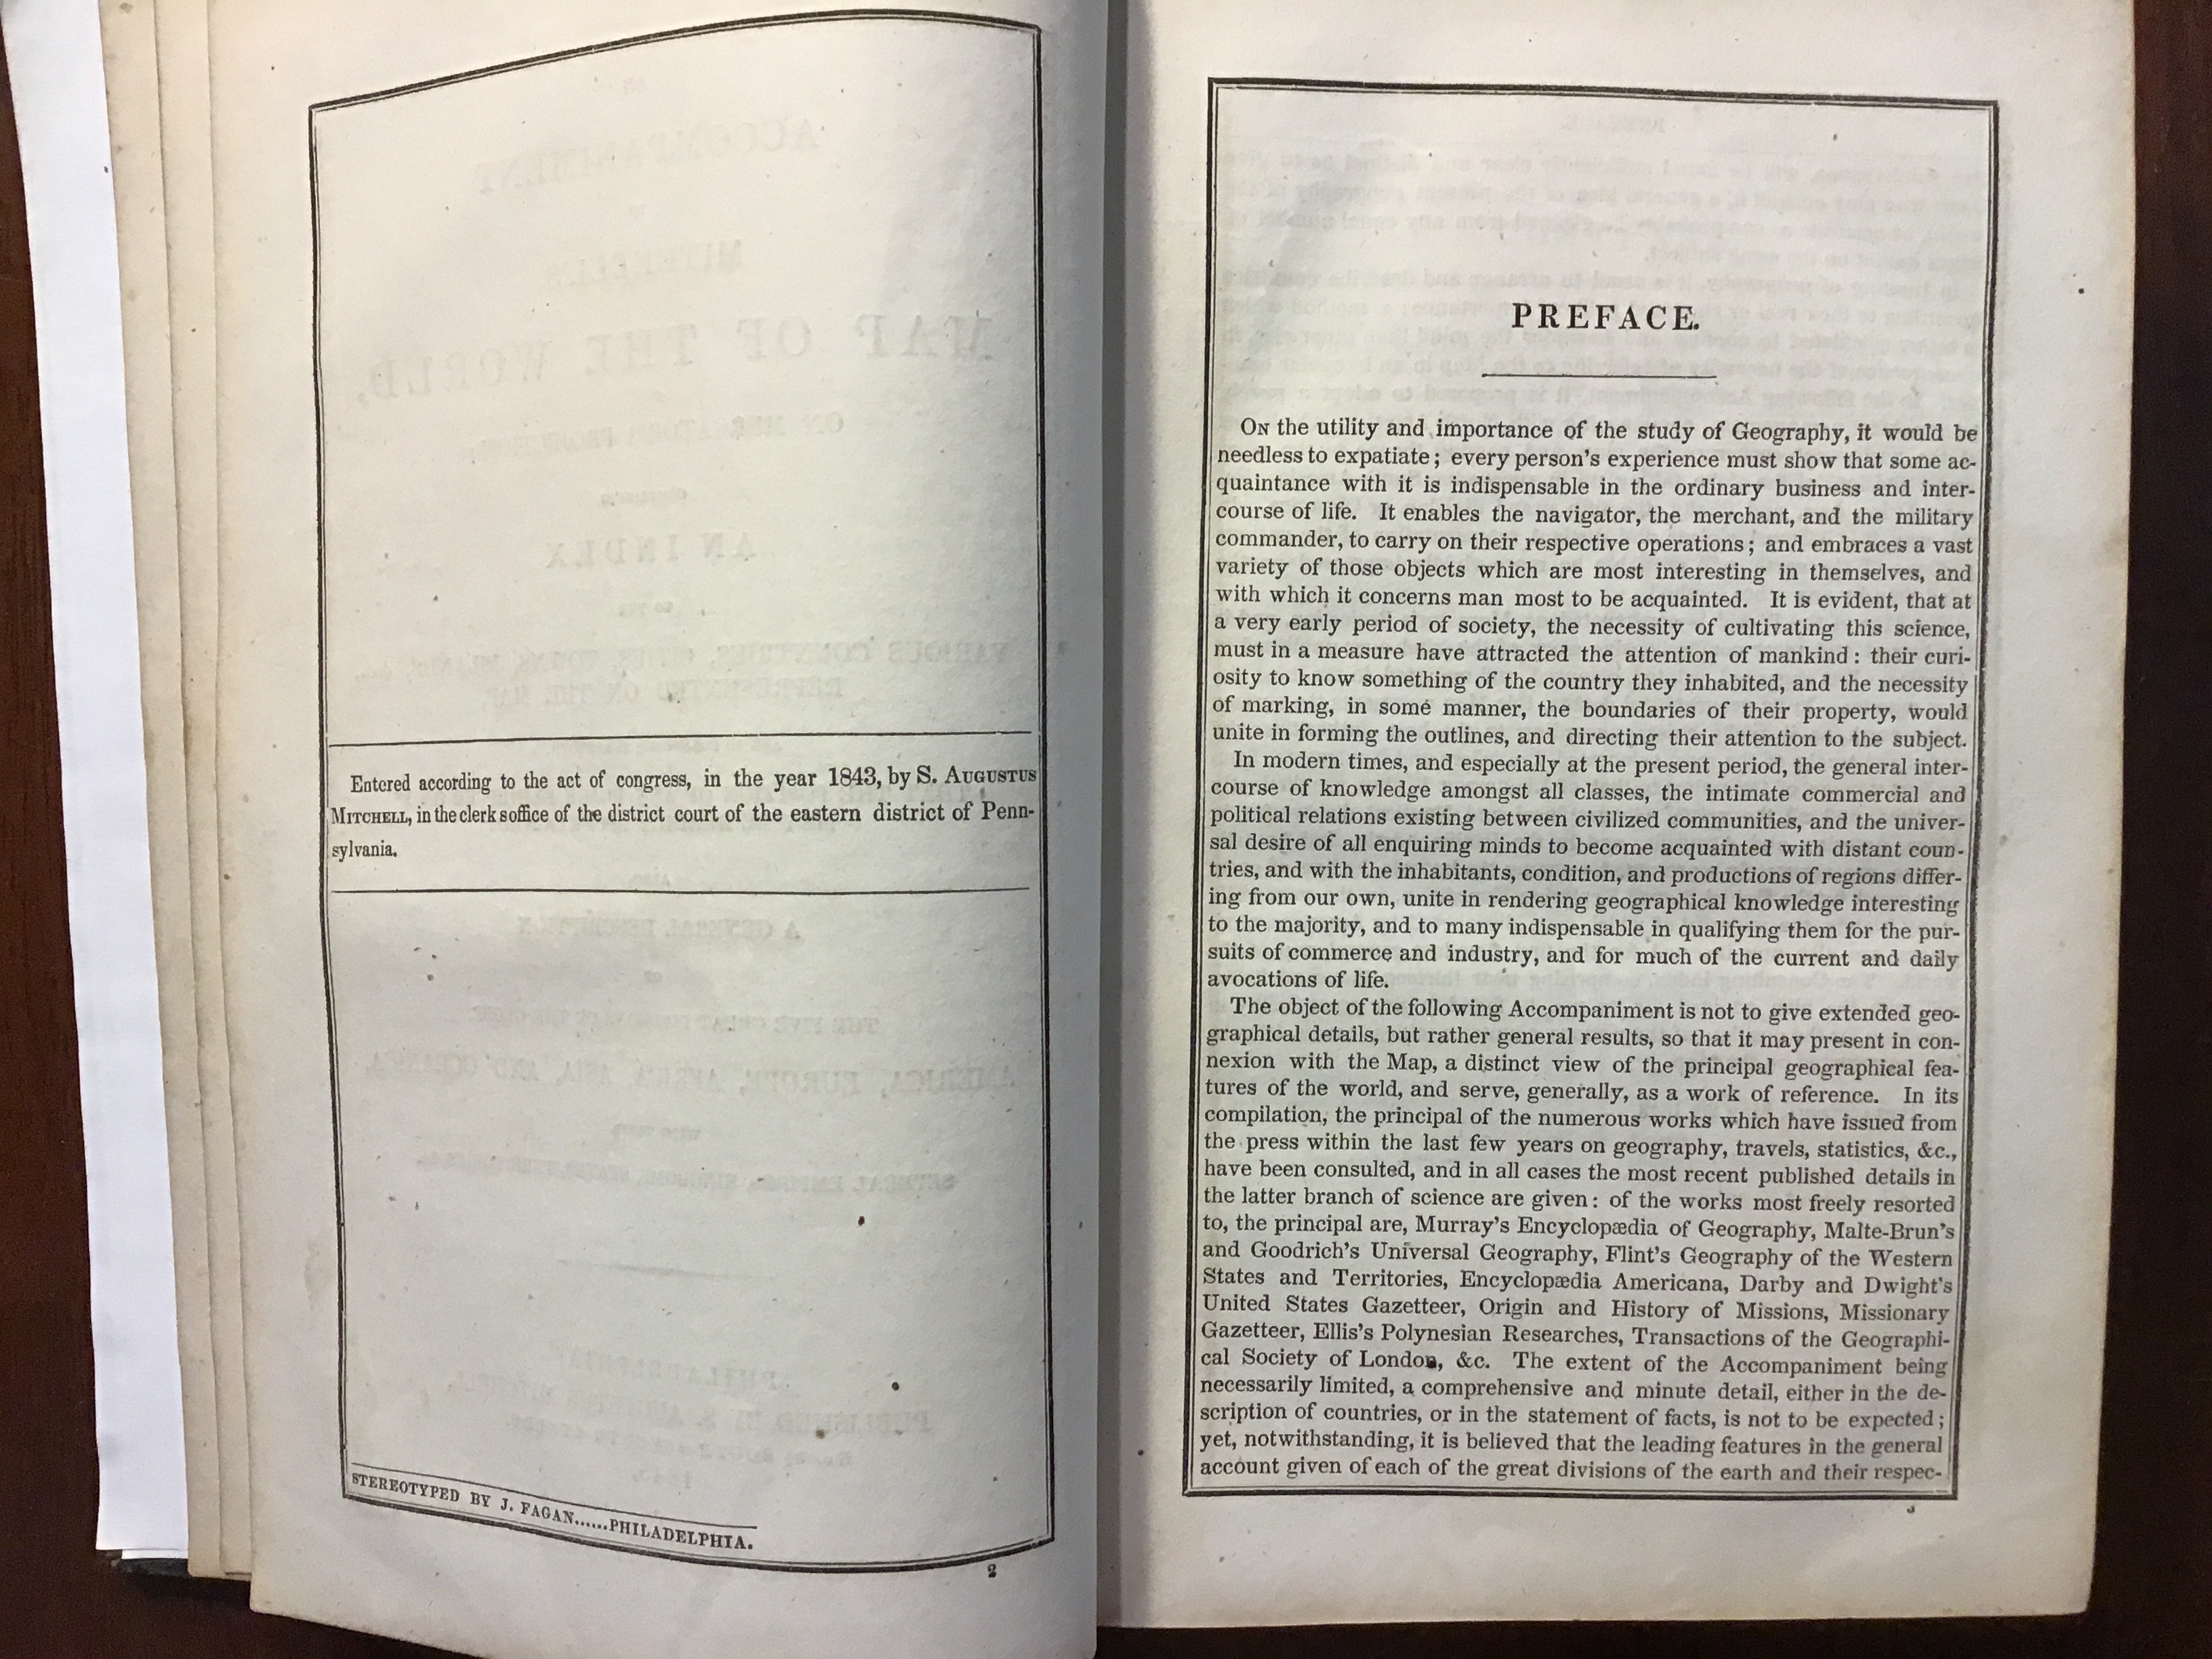 Entered according to the act of congress, in the year 1843, by S. AUGUSTUS
MITCHELL, in the clerks office of the district court of the eastern district of Penn-
sylvania.
STEREOTYPED BY J. FAGAN......PHILADELPHIA.
2
PREFACE.
ON the utility and importance of the study of Geography, it would be
needless to expatiate; every person's experience must show that some ac-
quaintance with it is indispensable in the ordinary business and inter-
course of life. It enables the navigator, the merchant, and the military
commander, to carry on their respective operations; and embraces a vast
variety of those objects which are most interesting in themselves, and
with which it concerns man most to be acquainted. It is evident, that at
a very early period of society, the necessity of cultivating this science,
must in a measure have attracted the attention of mankind: their curi-
osity to know something of the country they inhabited, and the necessity
of marking, in some manner, the boundaries of their property, would
unite in forming the outlines, and directing their attention to the subject.
In modern times, and especially at the present period, the general inter-
course of knowledge amongst all classes, the intimate commercial and
political relations existing between civilized communities, and the univer-
sal desire of all enquiring minds to become acquainted with distant coun-
tries, and with the inhabitants, condition, and productions of regions differ-
ing from our own, unite in rendering geographical knowledge interesting
to the majority, and to many indispensable in qualifying them for the pur-
suits of commerce and industry, and for much of the current and daily
avocations of life.
The object of the following Accompaniment is not to give extended geo-
graphical details, but rather general results, so that it may present in con-
nexion with the Map, a distinct view of the principal geographical fea-
tures of the world, and serve, generally, as a work of reference. In its
compilation, the principal of the numerous works which have issued from
the press within the last few years on geography, travels, statistics, &c.,
have been consulted, and in all cases the most recent published details in
the latter branch of science are given: of the works most freely resorted
to, the principal are, Murray's Encyclopædia of Geography, Malte-Brun's
and Goodrich's Universal Geography, Flint's Geography of the Western
States and Territories, Encyclopædia Americana, Darby and Dwight's
United States Gazetteer, Origin and History of Missions, Missionary
Gazetteer, Ellis's Polynesian Researches, Transactions of the Geographi-
cal Society of London, &c. The extent of the Accompaniment being
necessarily limited, a comprehensive and minute detail, either in the de-
scription of countries, or in the statement of facts, is not to be expected;
yet, notwithstanding, it is believed that the leading features in the general
account given of each of the great divisions of the earth and their respec-